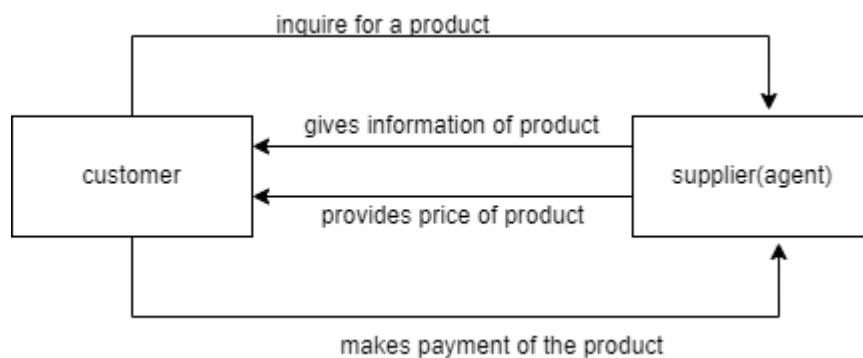 inquire for a product
gives information of product
customer
supplier(agent)
provides price of product
makes payment of the product